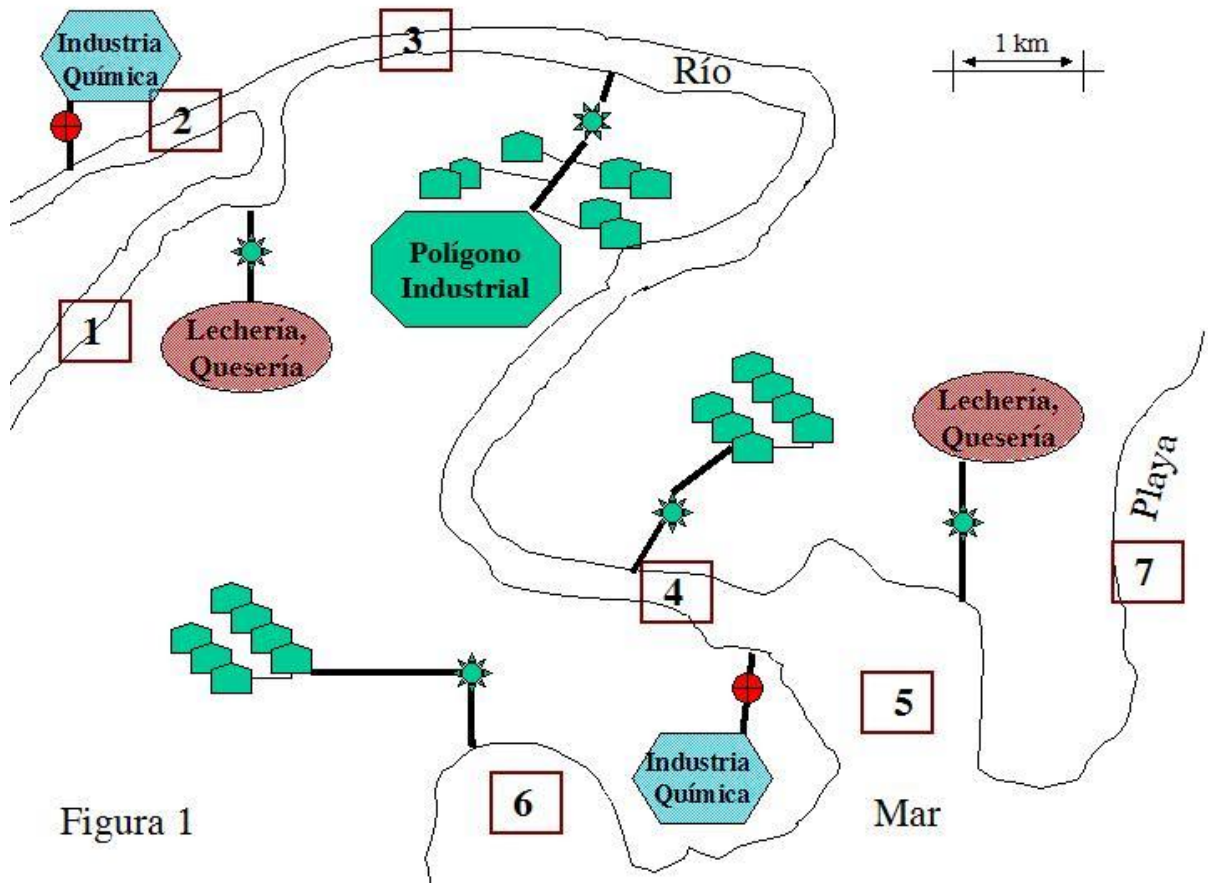 Industria
Química
3
1 km
Río
2
Polígono
Industrial
1
Lechería,
Quesería
Lechería,
Quesería
Playa
7
4
5
Industria
Química
6
Mar
Figura 1